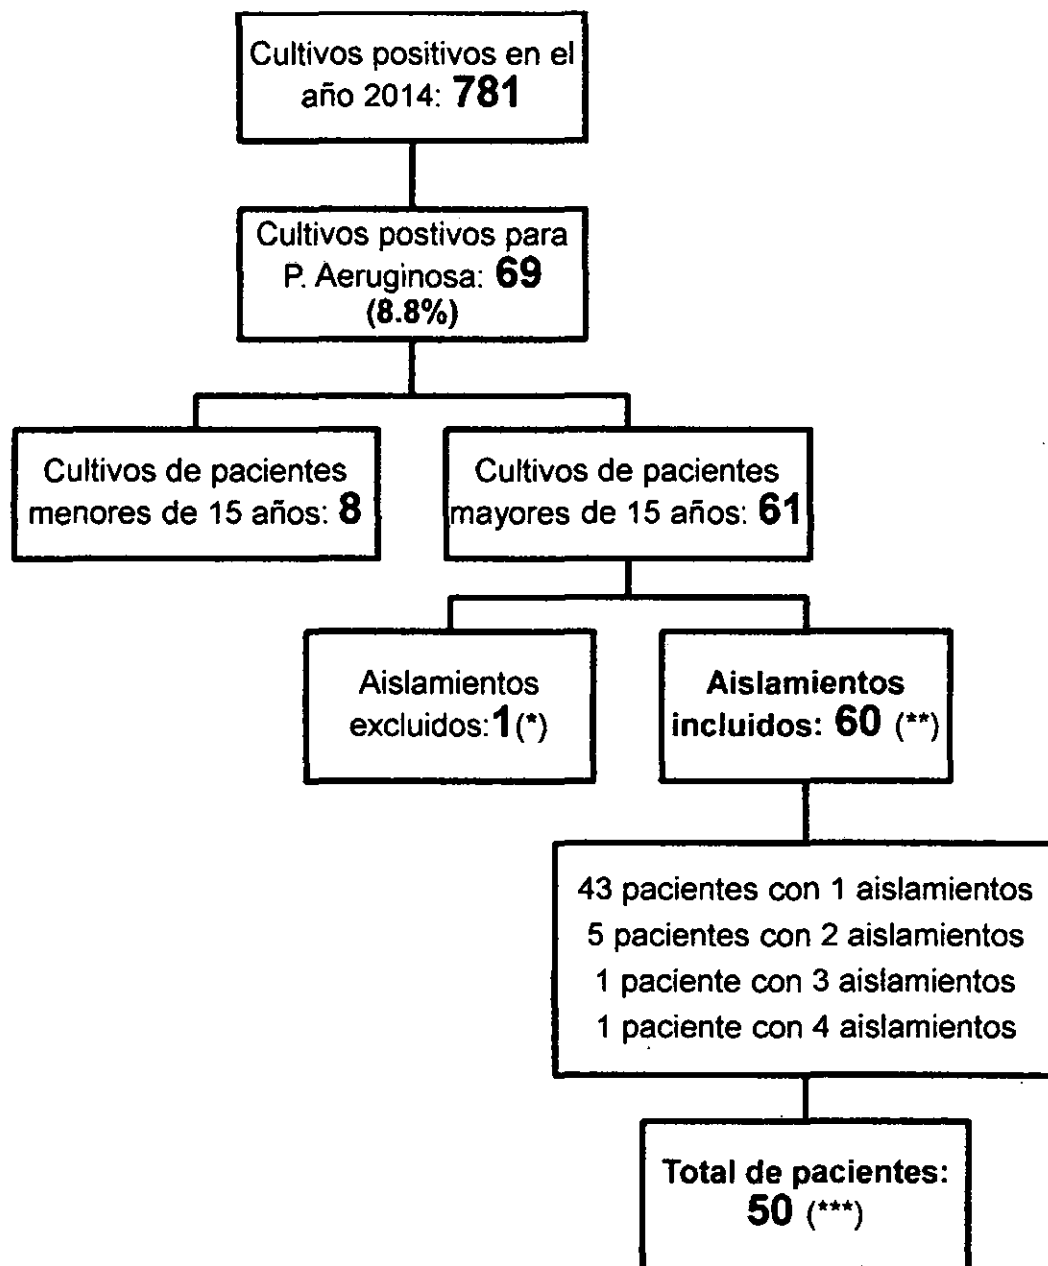 Cultivos positivos en el
año 2014: 781
Cultivos postivos para
P. Aeruginosa: 69
(8.8%)
Cultivos de pacientes
menores de 15 años: 8
Cultivos de pacientes
mayores de 15 años: 61
Aislamientos
excluidos: 1 (*)
Aislamientos
incluidos: 60 (**)
43 pacientes con 1 aislamientos
5 pacientes con 2 aislamientos
1 paciente con 3 aislamientos
1 paciente con 4 aislamientos
Total de pacientes:
50 (***)